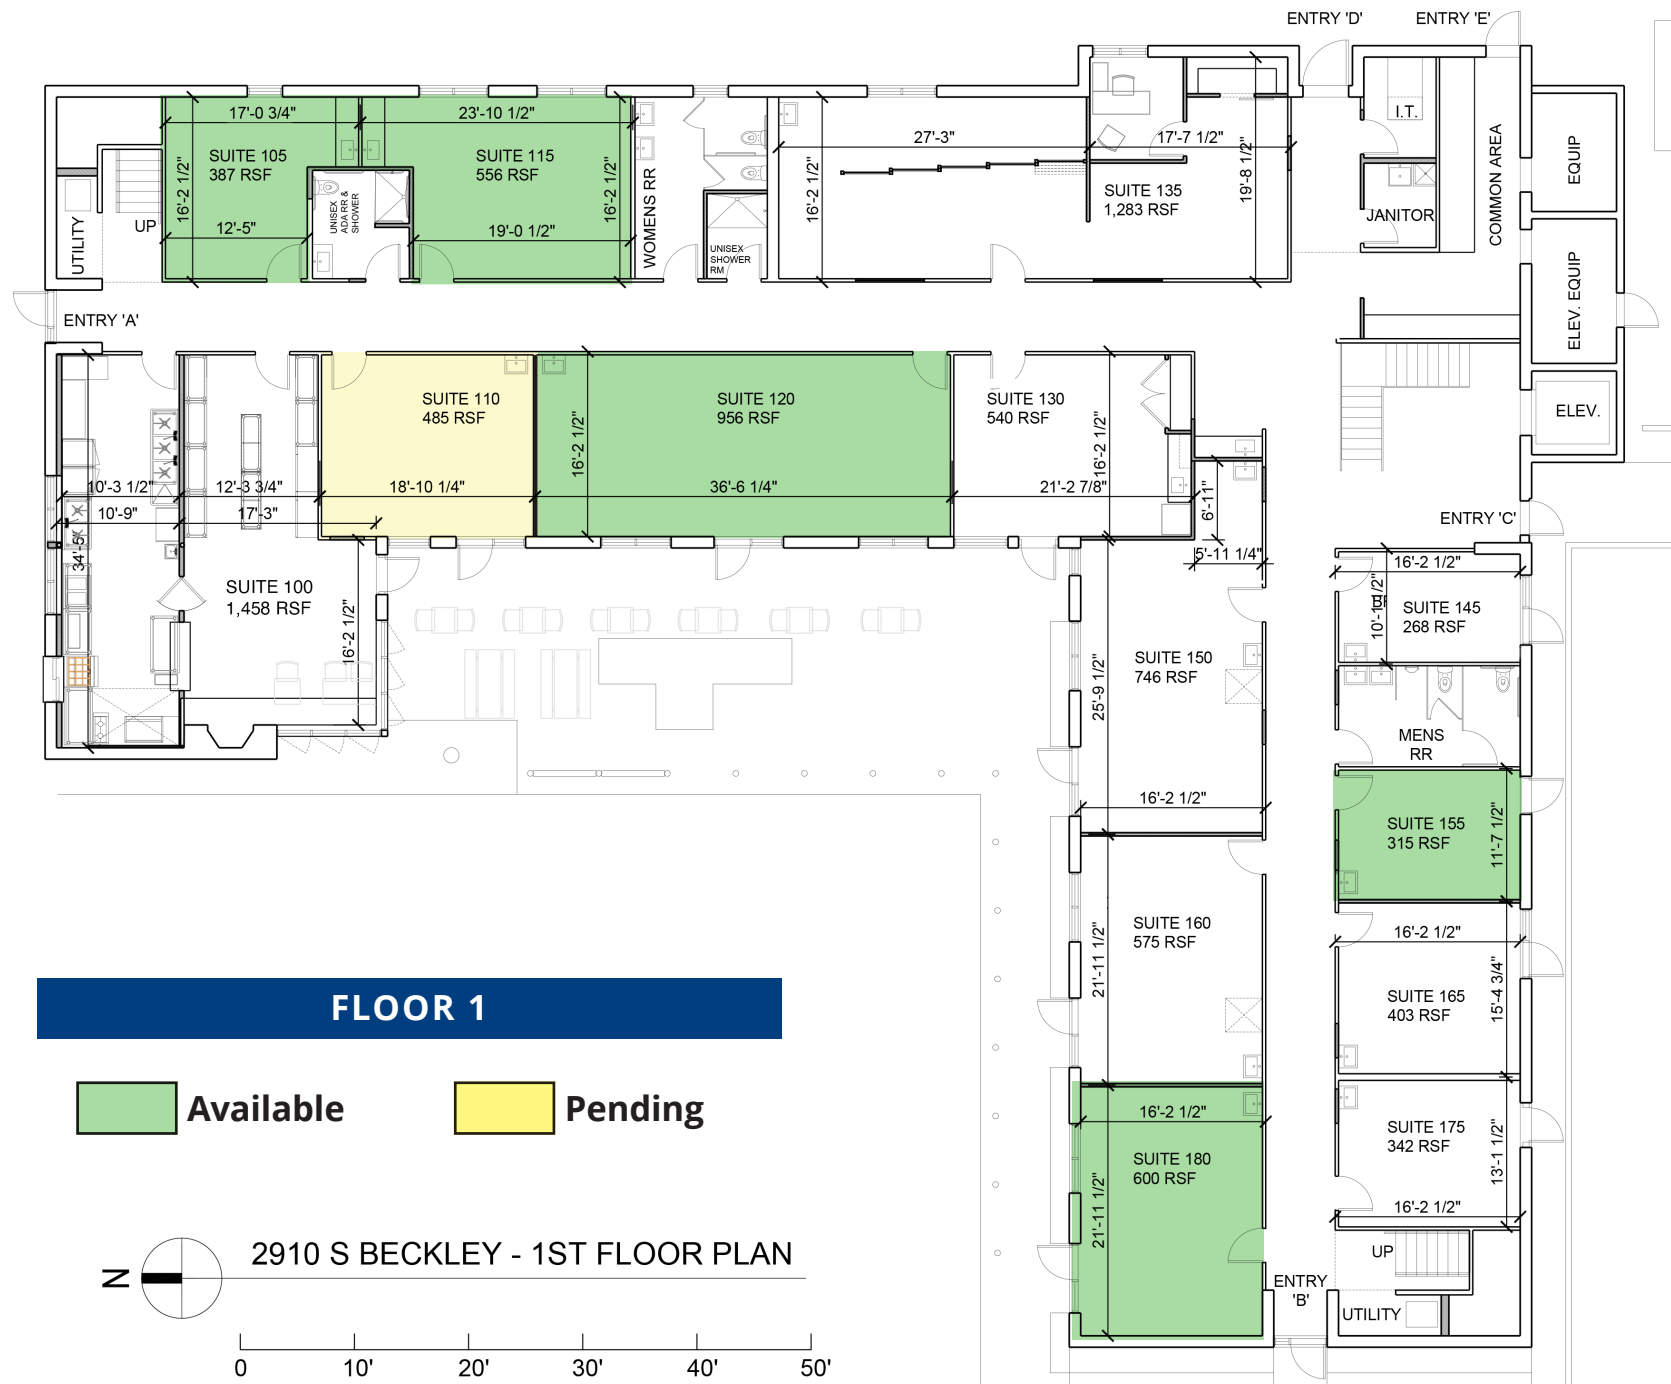 ENTRY 'D'
ENTRY 'E'
17'-0 3/4"
23'-10 1/2"
SUITE 105
387 RSF
16'-2 1/2"
12'-5"
SUITE 115
556 RSF
16'-2 1/2"
19'-0 1/2"
UNISEX
ADA RR &
SHOWER
WOMENS RR
UNISEX
SHOWER
RM
16'-2 1/2"
27'-3"
17'-7 1/2"
SUITE 135
1,283 RSF
19'-8 1/2"
I.T.
JANITOR
COMMON AREA
EQUIP
ELEV. EQUIP
ELEV.
UTILITY
UP
ENTRY 'A'
SUITE 110
485 RSF
SUITE 120
956 RSF
16'-2 1/2"
SUITE 130
540 RSF
16'-2 1/2"
10'-3 1/2"
12'-3 3/4"
18'-10 1/4"
36'-6 1/4"
21'-2 7/8"
10'-9"
17'-3"
34'-5"
6'-11"
5'-11 1/4"
SUITE 100
1,458 RSF
16'-2 1/2"
ENTRY 'C'
16'-2 1/2"
SUITE 145
268 RSF
SUITE 150
746 RSF
25'-9 1/2"
16'-2 1/2"
MENS
RR
SUITE 155
315 RSF
11'-7 1/2"
SUITE 160
575 RSF
21'-11 1/2"
16'-2 1/2"
SUITE 165
403 RSF
15'-4 3/4"
FLOOR 1
Available
Pending
16'-2 1/2"
SUITE 180
600 RSF
21'-11 1/2"
SUITE 175
342 RSF
13'-1 1/2"
16'-2 1/2"
UP
ENTRY
'B'
UTILITY
N
2910 S BECKLEY - 1ST FLOOR PLAN
0 10' 20' 30' 40' 50'